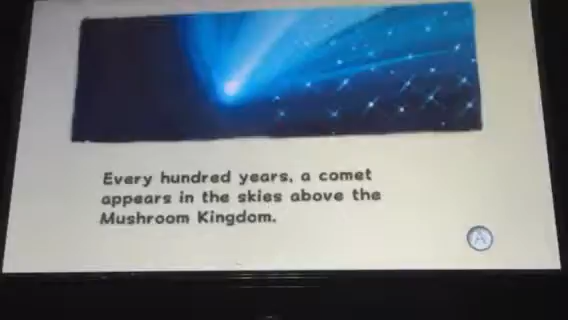 Every hundred years, a comet
appears in the skies above the
Mushroom Kingdom.
A